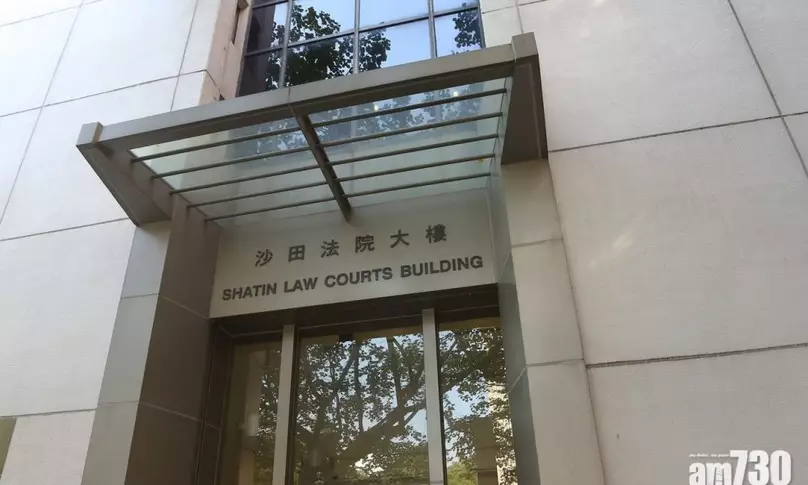 沙田法院大樓
SHATIN LAW COURTS BUILDING
am730